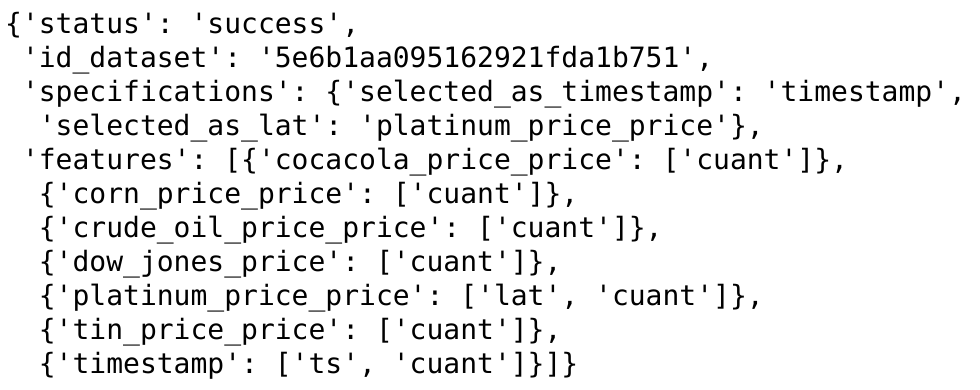 {'status': 'success',
 'id_dataset': '5e6b1aa095162921fda1b751',
 'specifications': {'selected_as_timestamp': 'timestamp',
  'selected_as_lat': 'platinum_price_price'},
 'features': [{'cocacola_price_price': ['cuant']},
  {'corn_price_price': ['cuant']},
  {'crude_oil_price_price': ['cuant']},
  {'dow_jones_price': ['cuant']},
  {'platinum_price_price': ['lat', 'cuant']},
  {'tin_price_price': ['cuant']},
  {'timestamp': ['ts', 'cuant']}]}